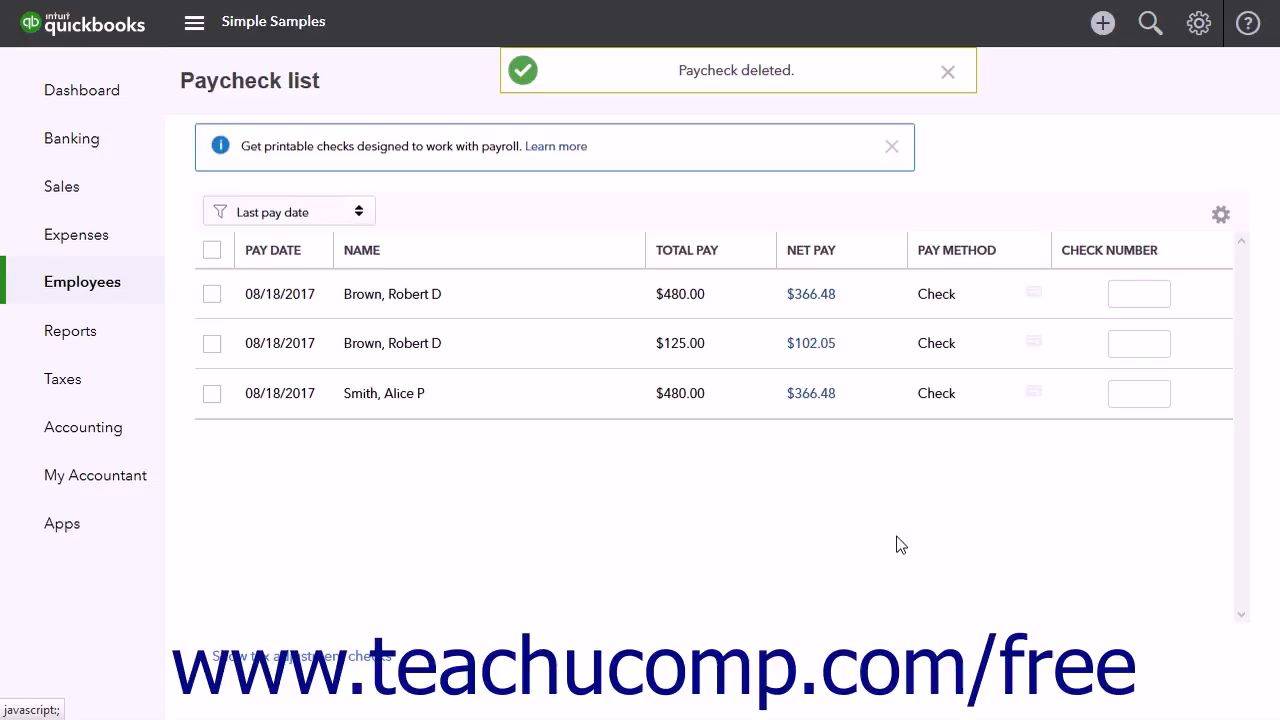 intuit
quickbooks
Simple Samples
Paycheck deleted.
Paycheck list
Dashboard
Banking
Sales
Expenses
Employees
Reports
Taxes
Accounting
My Accountant
Apps
Get printable checks designed to work with payroll. Learn more
Last pay date
PAY DATE NAME TOTAL PAY NET PAY PAY METHOD CHECK NUMBER
08/18/2017 Brown, Robert D $480.00 $366.48 Check
08/18/2017 Brown, Robert D $125.00 $102.05 Check
08/18/2017 Smith, Alice P $480.00 $366.48 Check
Show tax adjustment checks
www.teachucomp.com/free
javascript:;